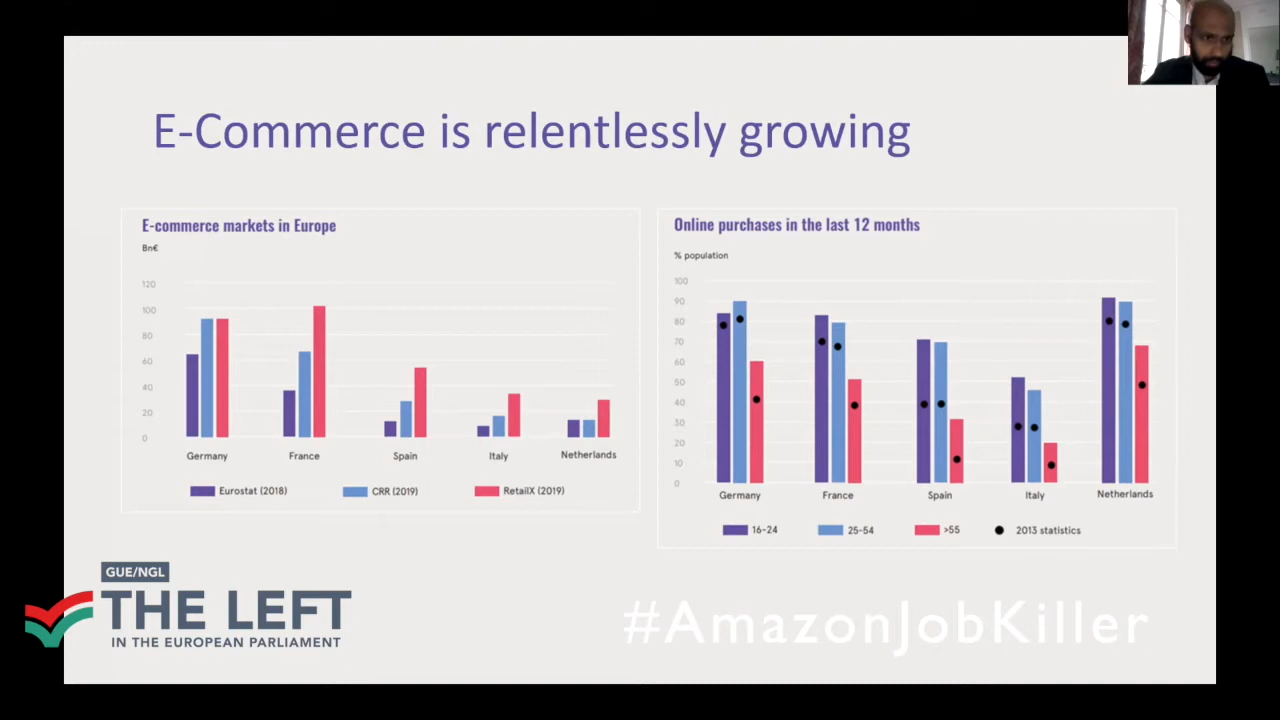 E-Commerce is relentlessly growing
E-commerce markets in Europe
Bn€
120
100
80
60
40
20
0
Germany France Spain Italy Netherlands
Eurostat (2018) CRR (2019) RetailX (2019)
Online purchases in the last 12 months
% population
100
90
80
70
60
50
40
30
20
10
0
Germany France Spain Italy Netherlands
16-24 25-54 >55 2013 statistics
GUE/NGL
THE LEFT
IN THE EUROPEAN PARLIAMENT
#AmazonJobKiller